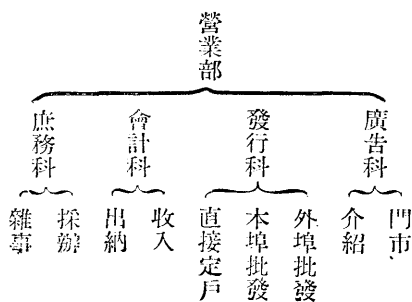 營業部
廣告科
發行科
會計科
庶務科
門市
介紹
外埠批發
本埠批發
直接定戶
收入
出納
採辦
雜事